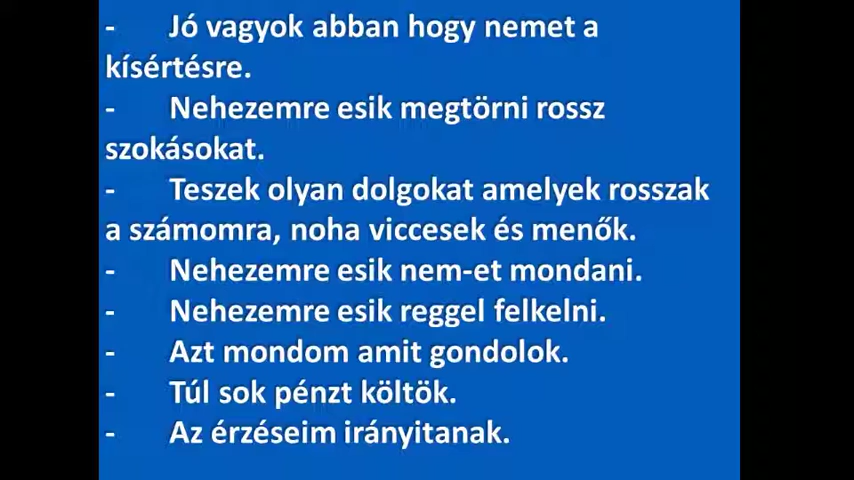 - Jó vagyok abban hogy nemet a
kísértésre.
- Nehezemre esik megtörni rossz
szokásokat.
- Teszek olyan dolgokat amelyek rosszak
a számomra, noha viccesek és menők.
- Nehezemre esik nem-et mondani.
- Nehezemre esik reggel felkelni.
- Azt mondom amit gondolok.
- Túl sok pénzt költök.
- Az érzéseim irányitanak.